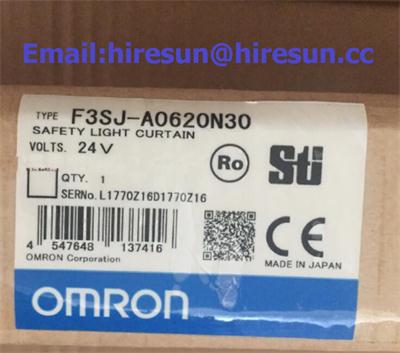 Email:hiresun@hiresun.cc
TYPE F3SJ-A0620N30
SAFETY LIGHT CURTAIN
VOLTS. 24V
Ro
Sti
QTY. 1
SERNo. L1770Z16D1770Z16
4 547648 137416
OMRON Corporation
CE
MADE IN JAPAN
OMRON